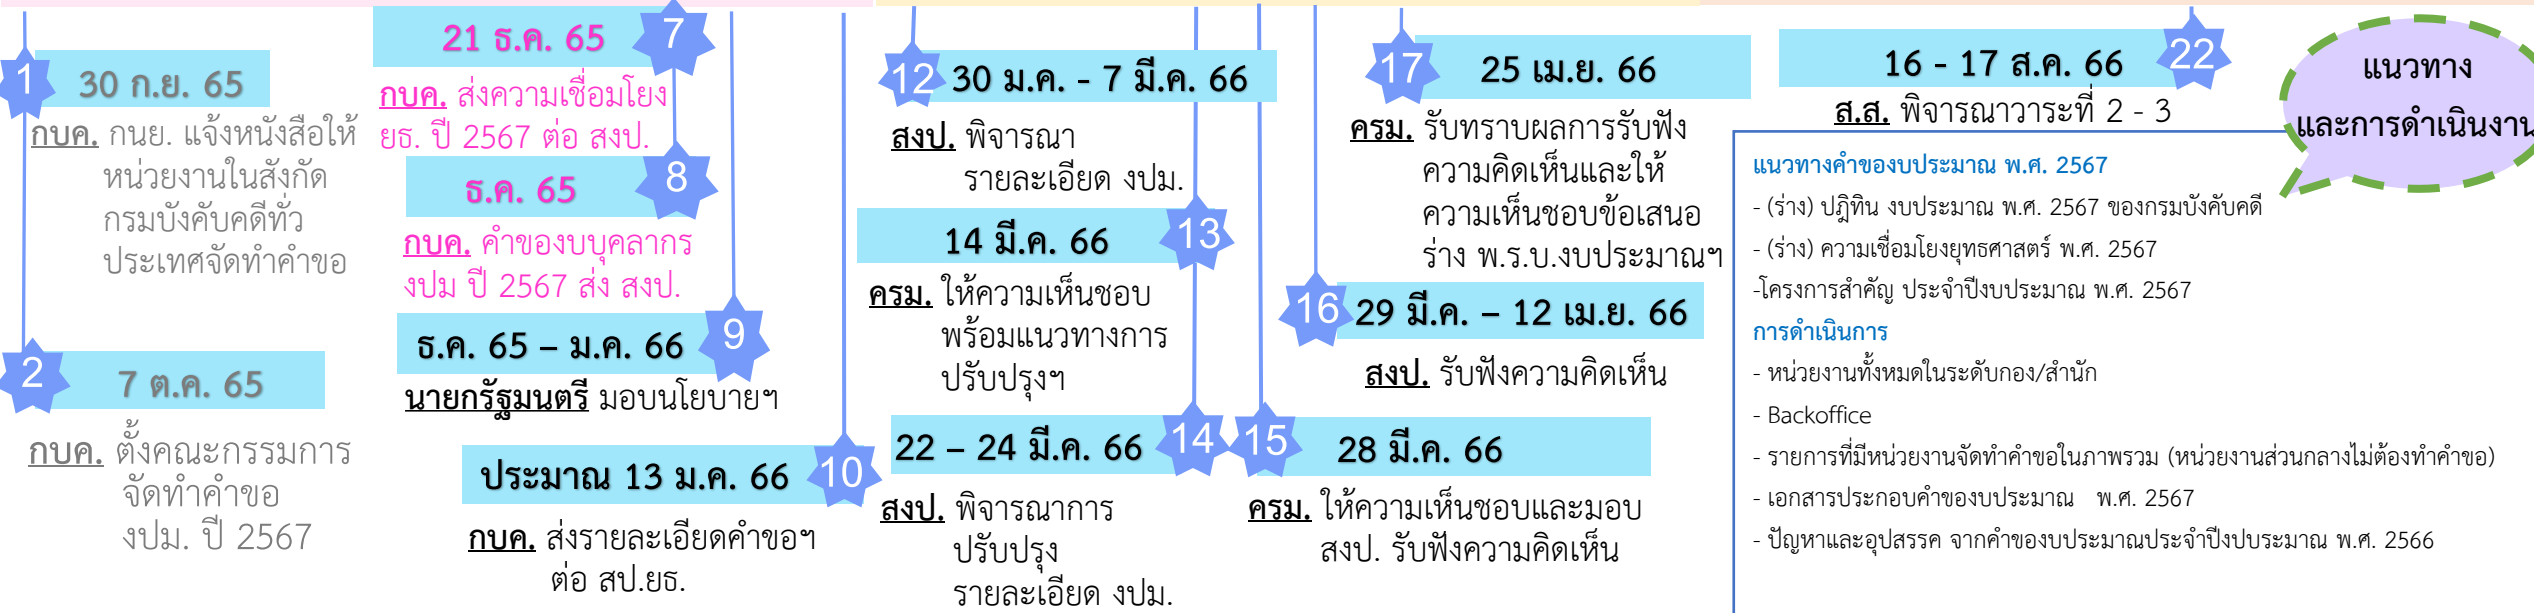 1
30 ก.ย. 65
กบค. กนย. แจ้งหนังสือให้
หน่วยงานในสังกัด
กรมบังคับคดีทั่ว
ประเทศจัดทำคำขอ
2
7 ต.ค. 65
กบค. ตั้งคณะกรรมการ
จัดทำคำขอ
งปม. ปี 2567
21 ธ.ค. 65
7
กบค. ส่งความเชื่อมโยง
ยธ. ปี 2567 ต่อ สงป.
ธ.ค. 65
8
กบค. คำของบบุคลากร
งปม ปี 2567 ส่ง สงป.
ธ.ค. 65 – ม.ค. 66
9
นายกรัฐมนตรี มอบนโยบายฯ
ประมาณ 13 ม.ค. 66
10
กบค. ส่งรายละเอียดคำขอฯ
ต่อ สป.ยธ.
12
30 ม.ค. - 7 มี.ค. 66
สงป. พิจารณา
รายละเอียด งปม.
14 มี.ค. 66
13
ครม. ให้ความเห็นชอบ
พร้อมแนวทางการ
ปรับปรุงฯ
22 – 24 มี.ค. 66
14
สงป. พิจารณาการ
ปรับปรุง
รายละเอียด งปม.
15
28 มี.ค. 66
ครม. ให้ความเห็นชอบและมอบ
สงป. รับฟังความคิดเห็น
16
29 มี.ค. – 12 เม.ย. 66
สงป. รับฟังความคิดเห็น
17
25 เม.ย. 66
ครม. รับทราบผลการรับฟัง
ความคิดเห็นและให้
ความเห็นชอบข้อเสนอ
ร่าง พ.ร.บ.งบประมาณฯ
16 - 17 ส.ค. 66
22
ส.ส. พิจารณาวาระที่ 2 - 3
แนวทาง
และการดำเนินงาน
แนวทางคำของบประมาณ พ.ศ. 2567
- (ร่าง) ปฎิทิน งบประมาณ พ.ศ. 2567 ของกรมบังคับคดี
- (ร่าง) ความเชื่อมโยงยุทธศาสตร์ พ.ศ. 2567
-โครงการสำคัญ ประจำปีงบประมาณ พ.ศ. 2567
การดำเนินการ
- หน่วยงานทั้งหมดในระดับกอง/สำนัก
- Backoffice
- รายการที่มีหน่วยงานจัดทำคำขอในภาพรวม (หน่วยงานส่วนกลางไม่ต้องทำคำขอ)
- เอกสารประกอบคำของบประมาณ พ.ศ. 2567
- ปัญหาและอุปสรรค จากคำของบประมาณประจำปีงปบระมาณ พ.ศ. 2566